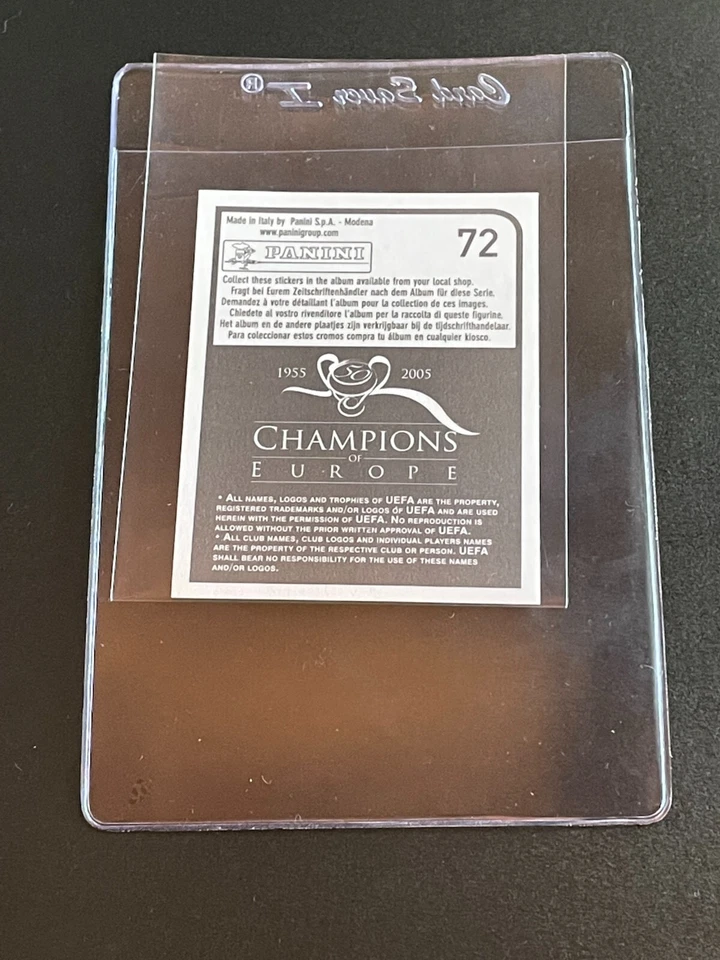 Card Saver I®
Made in Italy by Panini S.p.A. - Modena
www.paninigroup.com
72
PANINI
Collect these stickers in the album available from your local shop.
Fragt bei Eurem Zeitschriftenhändler nach dem Album für diese Serie.
Demandez à votre détaillant l'album pour la collection de ces images.
Chiedete al vostro rivenditore l'album per la raccolta di queste figurine.
Het album en de andere plaatjes zijn verkrijgbaar bij de tijdschrifthandelaar.
Para coleccionar estos cromos compra tu álbum en cualquier kiosco.
1955 50 2005
CHAMPIONS
OF
EUROPE
* ALL NAMES, LOGOS AND TROPHIES OF UEFA ARE THE PROPERTY,
REGISTERED TRADEMARKS AND/OR LOGOS OF UEFA AND ARE USED
HEREIN WITH THE PERMISSION OF UEFA. NO REPRODUCTION IS
ALLOWED WITHOUT THE PRIOR WRITTEN APPROVAL OF UEFA.
* ALL CLUB NAMES, CLUB LOGOS AND INDIVIDUAL PLAYERS NAMES
ARE THE PROPERTY OF THE RESPECTIVE CLUB OR PERSON. UEFA
SHALL BEAR NO RESPONSIBILITY FOR THE USE OF THESE NAMES
AND/OR LOGOS.